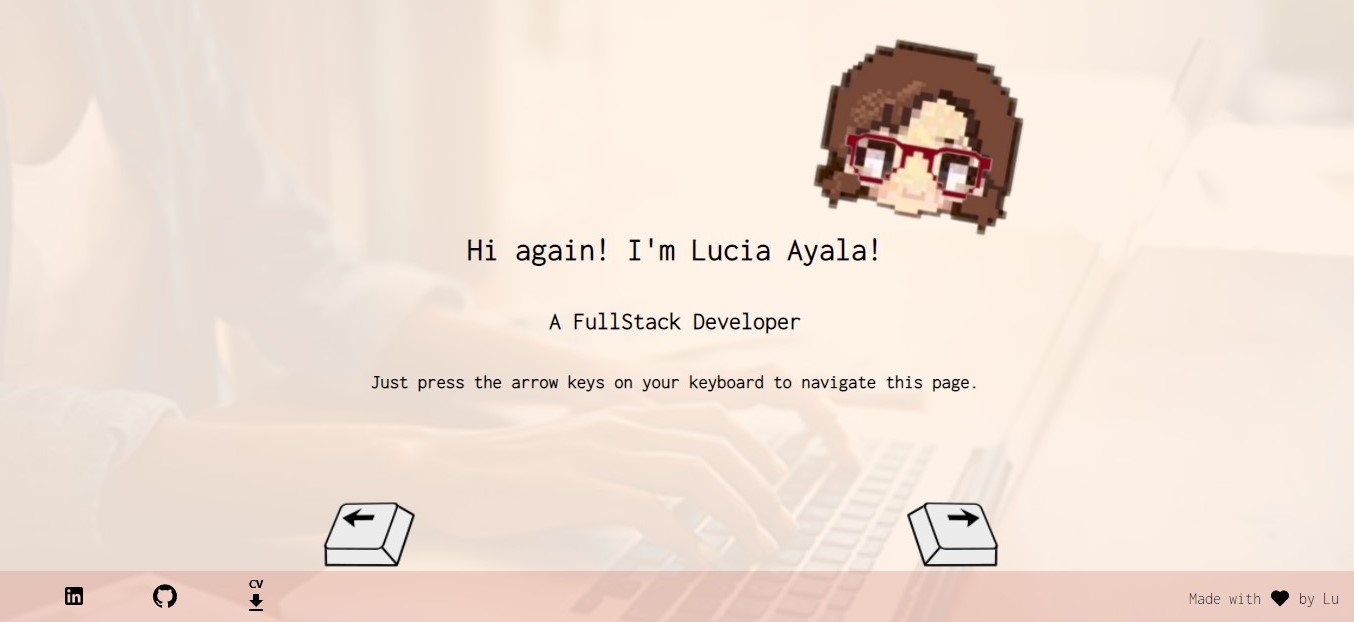 Hi again! I'm Lucia Ayala!
A FullStack Developer
Just press the arrow keys on your keyboard to navigate this page.
in
CV
Made with ♥ by Lu